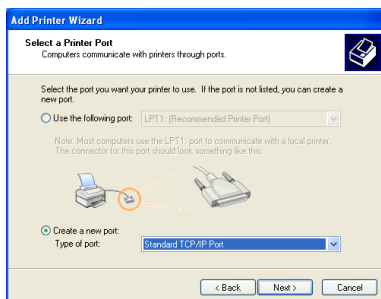 Add Printer Wizard
Select a Printer Port
Computers communicate with printers through ports.
Select the port you want your printer to use. If the port is not listed, you can create a
new port.
Use the following port: LPT1: (Recommended Printer Port)
Note: Most computers use the LPT1: port to communicate with a local printer.
The connector for this port should look something like this:
Create a new port:
Type of port: Standard TCP/IP Port
< Back Next > Cancel